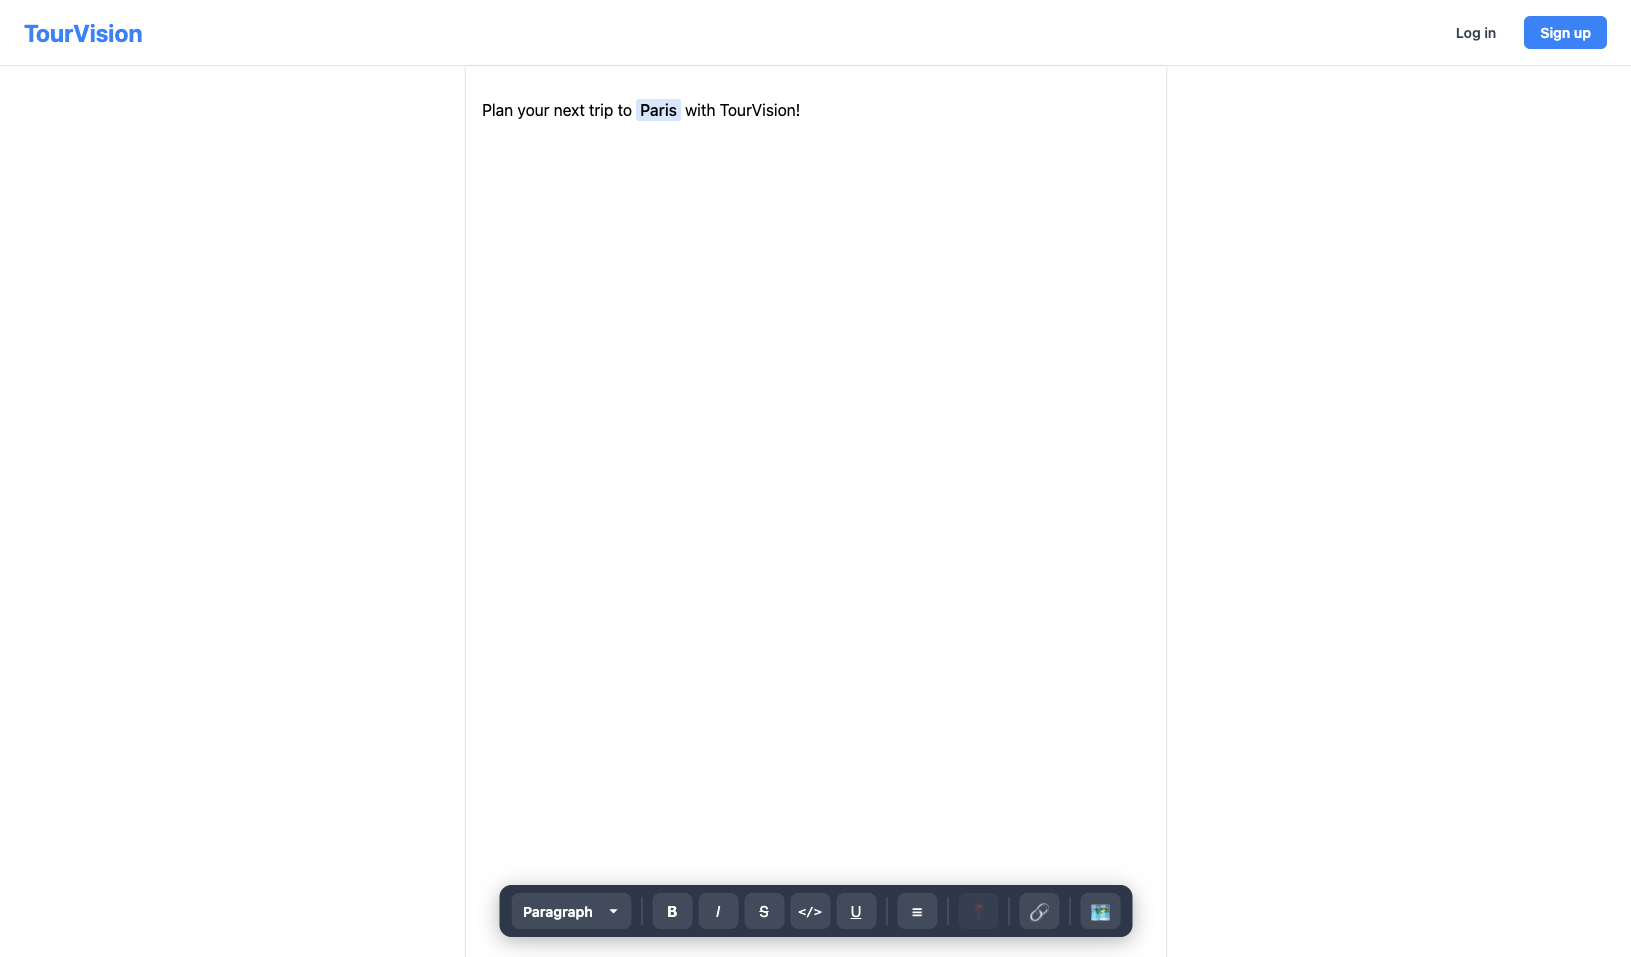 TourVision
Log in
Sign up
Plan your next trip to Paris with TourVision!
Paragraph
B
I
S
</>
U